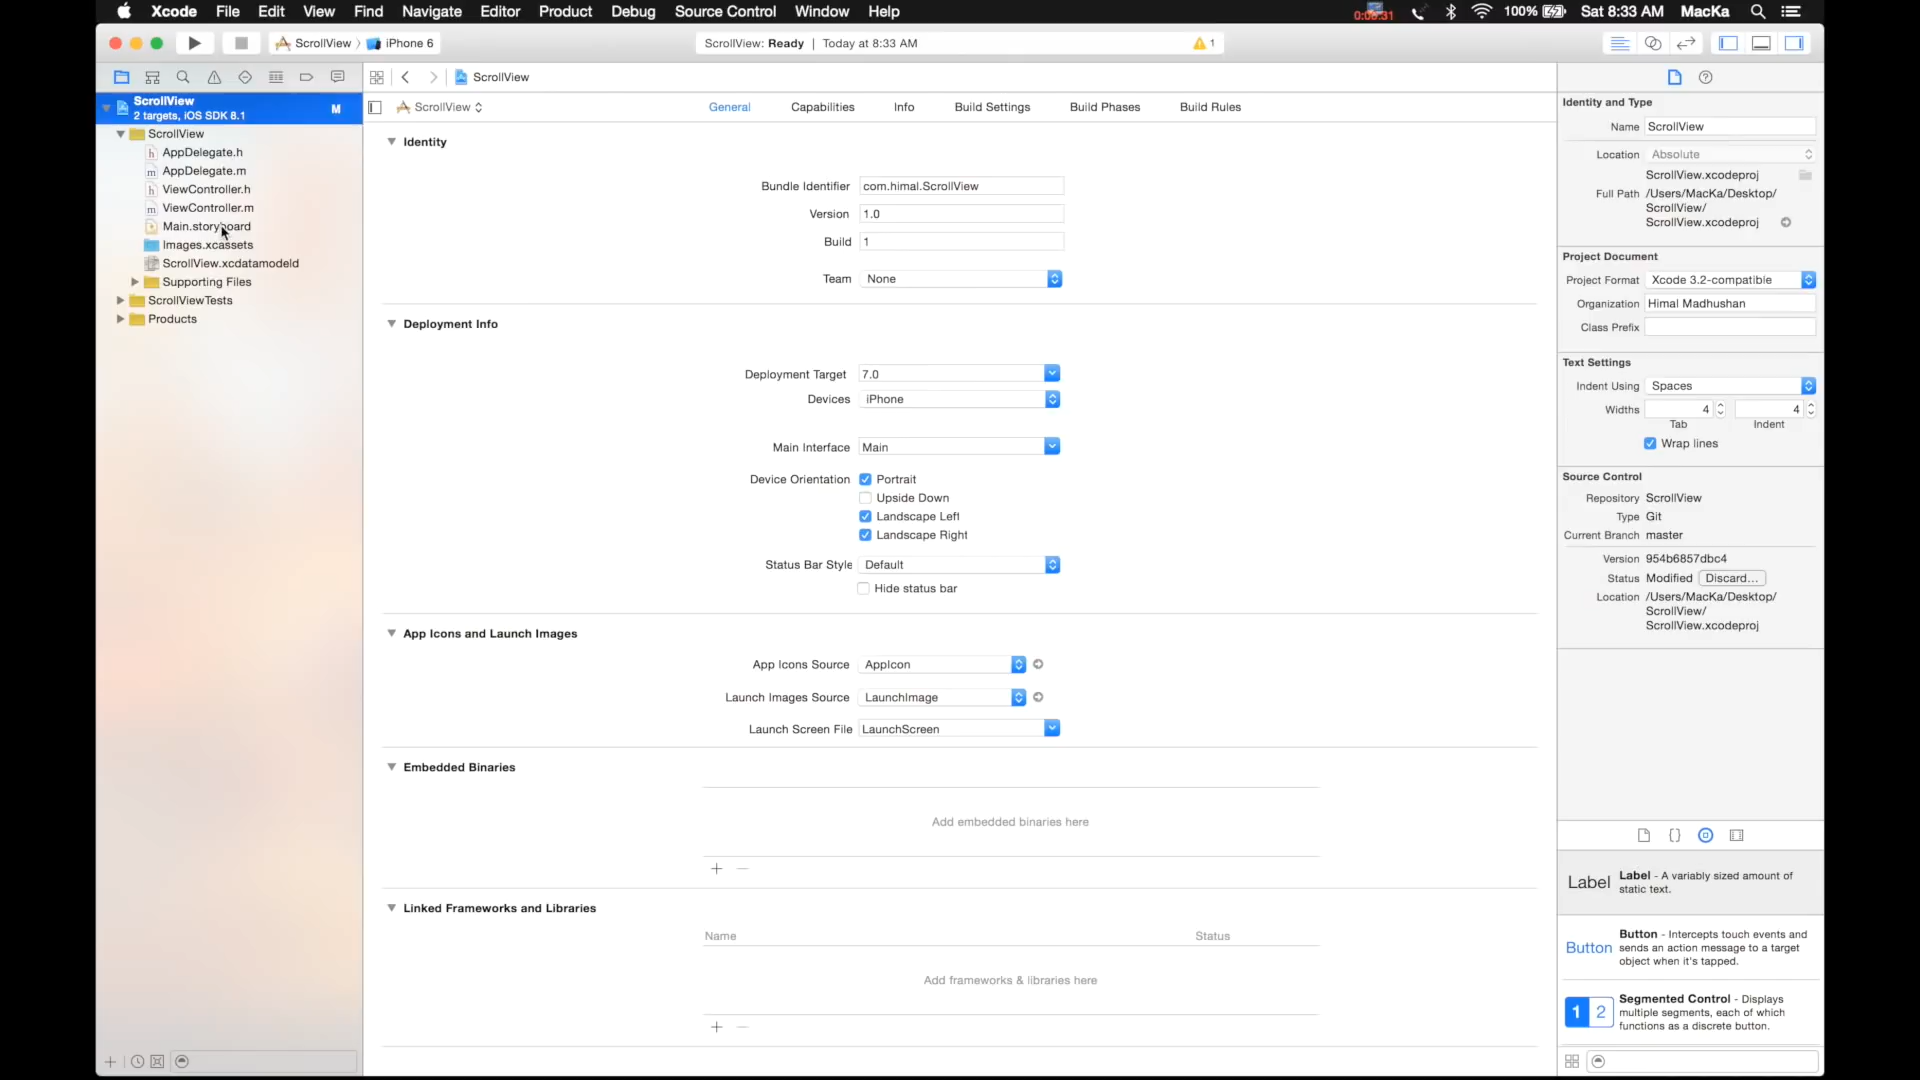 Xcode File Edit View Find Navigate Editor Product Debug Source Control Window Help
100% Sat 8:33 AM MacKa
ScrollView iPhone 6
ScrollView: Ready | Today at 8:33 AM
1
ScrollView
ScrollView
2 targets, iOS SDK 8.1
M
ScrollView
AppDelegate.h
AppDelegate.m
ViewController.h
ViewController.m
Main.storyboard
Images.xcassets
ScrollView.xcdatamodeld
Supporting Files
ScrollViewTests
Products
ScrollView
General Capabilities Info Build Settings Build Phases Build Rules
Identity
Bundle Identifier com.himal.ScrollView
Version 1.0
Build 1
Team None
Deployment Info
Deployment Target 7.0
Devices iPhone
Main Interface Main
Device Orientation Portrait
Upside Down
Landscape Left
Landscape Right
Status Bar Style Default
Hide status bar
App Icons and Launch Images
App Icons Source AppIcon
Launch Images Source LaunchImage
Launch Screen File LaunchScreen
Embedded Binaries
Add embedded binaries here
Linked Frameworks and Libraries
Name Status
Add frameworks & libraries here
Identity and Type
Name ScrollView
Location Absolute
ScrollView.xcodeproj
Full Path /Users/MacKa/Desktop/
ScrollView/
ScrollView.xcodeproj
Project Document
Project Format Xcode 3.2-compatible
Organization Himal Madhushan
Class Prefix
Text Settings
Indent Using Spaces
Widths 4 4
Tab Indent
Wrap lines
Source Control
Repository ScrollView
Type Git
Current Branch master
Version 954b6857dbc4
Status Modified Discard...
Location /Users/MacKa/Desktop/
ScrollView/
ScrollView.xcodeproj
Label
Label - A variably sized amount of
static text.
Button
Button - Intercepts touch events and
sends an action message to a target
object when it's tapped.
1 2
Segmented Control - Displays
multiple segments, each of which
functions as a discrete button.